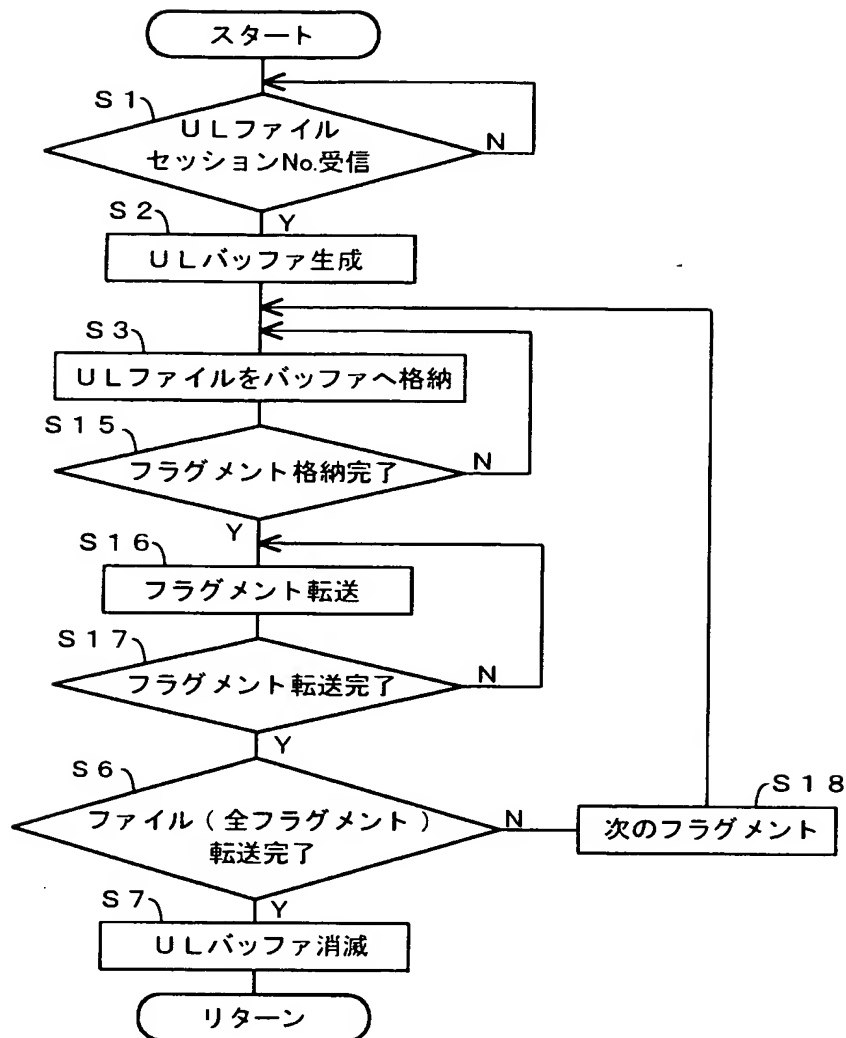 スタート
S1
ULファイル
セッションNo.受信
N
Y
S2
ULバッファ生成
S3
ULファイルをバッファへ格納
S15
フラグメント格納完了
N
Y
S16
フラグメント転送
S17
フラグメント転送完了
N
Y
S6
ファイル(全フラグメント)
転送完了
N
S18
次のフラグメント
Y
S7
ULバッファ消滅
リターン